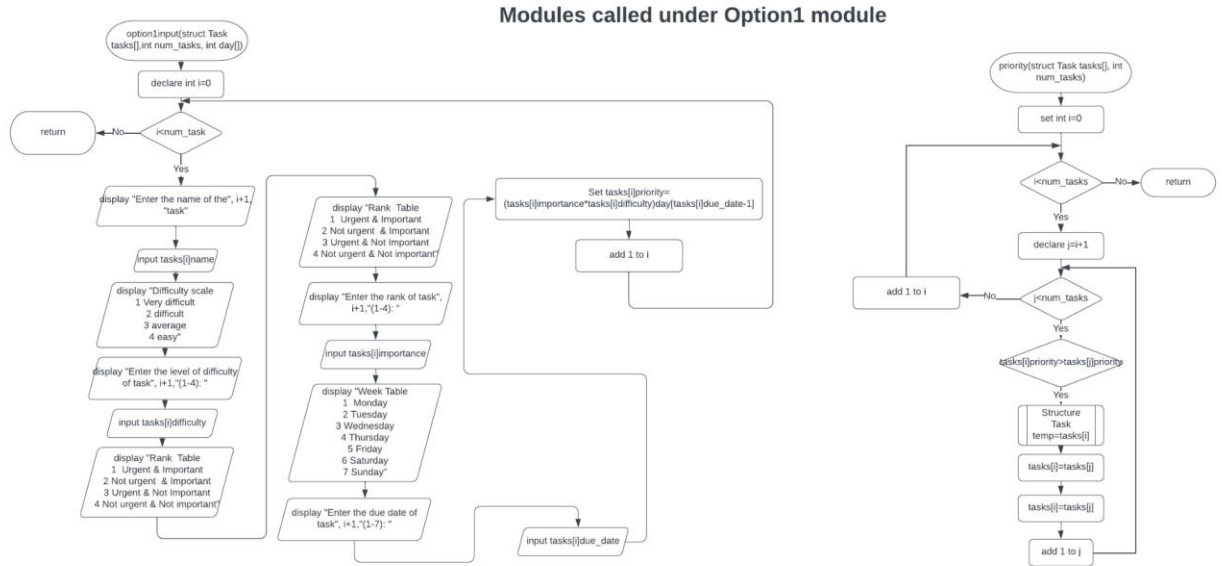 Modules called under Option1 module
option1input(struct Task
tasks[],int num_tasks, int day[])
declare int i=0
i<num_task
No
return
Yes
display "Enter the name of the", i+1,
"task"
input tasks[i]name
display "Difficulty scale
1 Very difficult
2 difficult
3 average
4 easy"
display "Enter the level of difficulty
of task", i+1,"(1-4): "
input tasks[i]difficulty
display "Rank Table
1 Urgent & Important
2 Not urgent & Important
3 Urgent & Not Important
4 Not urgent & Not important"
display "Rank Table
1 Urgent & Important
2 Not urgent & Important
3 Urgent & Not Important
4 Not urgent & Not important"
display "Enter the rank of task",
i+1,"(1-4): "
input tasks[i]importance
display "Week Table
1 Monday
2 Tuesday
3 Wednesday
4 Thursday
5 Friday
6 Saturday
7 Sunday"
display "Enter the due date of
task", i+1,"(1-7): "
input tasks[i]due_date
Set tasks[i]priority=
(tasks[i]importance*tasks[i]difficulty)day[tasks[i]due_date-1]
add 1 to i
priority(struct Task tasks[], int
num_tasks)
set int i=0
i<num_tasks
No
return
Yes
declare j=i+1
j<num_tasks
No
add 1 to i
Yes
tasks[i]priority>tasks[j]priority
Yes
Structure
Task
temp=tasks[i]
tasks[i]=tasks[j]
tasks[i]=tasks[j]
add 1 to j